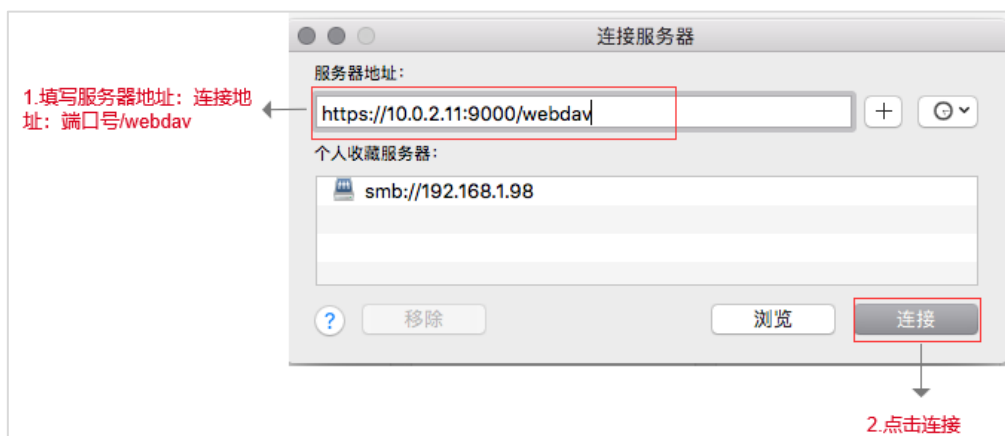 连接服务器
服务器地址：
1.填写服务器地址：连接地
址：端口号/webdav
https://10.0.2.11:9000/webdav
个人收藏服务器：
smb://192.168.1.98
?
移除
浏览
连接
2.点击连接